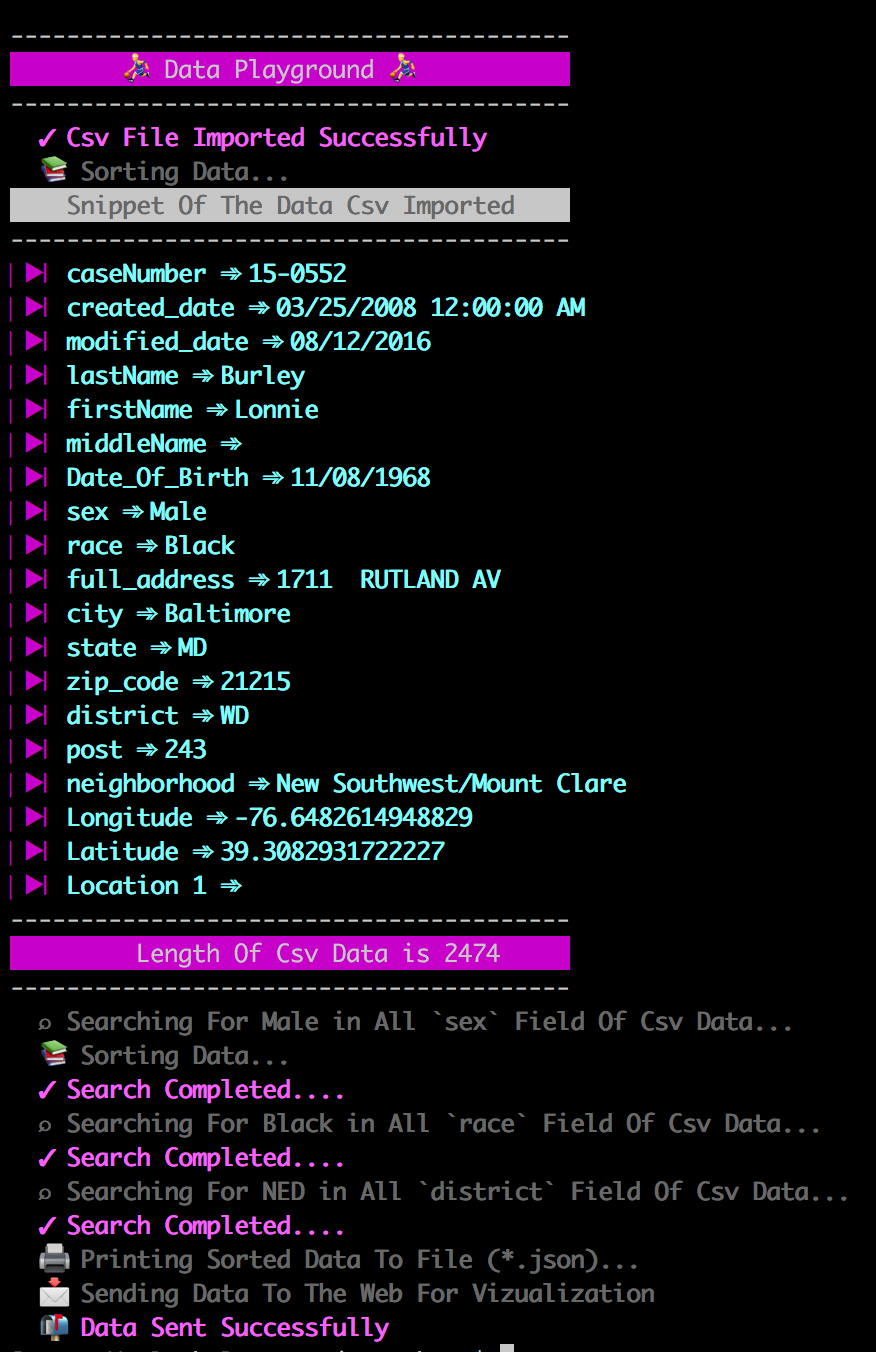 ----------------------------------------
Data Playground
----------------------------------------
✓ Csv File Imported Successfully
Sorting Data...
Snippet Of The Data Csv Imported
----------------------------------------
caseNumber ⇛ 15-0552
created_date ⇛ 03/25/2008 12:00:00 AM
modified_date ⇛ 08/12/2016
lastName ⇛ Burley
firstName ⇛ Lonnie
middleName ⇛
Date_Of_Birth ⇛ 11/08/1968
sex ⇛ Male
race ⇛ Black
full_address ⇛ 1711  RUTLAND AV
city ⇛ Baltimore
state ⇛ MD
zip_code ⇛ 21215
district ⇛ WD
post ⇛ 243
neighborhood ⇛ New Southwest/Mount Clare
Longitude ⇛ -76.6482614948829
Latitude ⇛ 39.3082931722227
Location 1 ⇛
----------------------------------------
Length Of Csv Data is 2474
----------------------------------------
Searching For Male in All `sex` Field Of Csv Data...
Sorting Data...
✓ Search Completed....
Searching For Black in All `race` Field Of Csv Data...
✓ Search Completed....
Searching For NED in All `district` Field Of Csv Data...
✓ Search Completed....
Printing Sorted Data To File (*.json)...
Sending Data To The Web For Vizualization
Data Sent Successfully